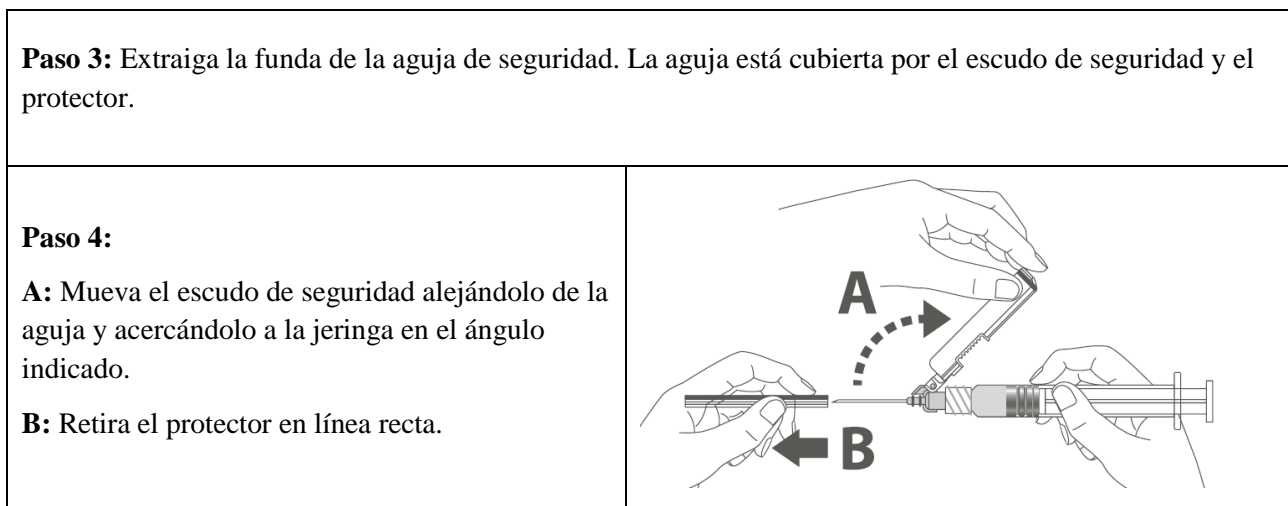 Paso 3: Extraiga la funda de la aguja de seguridad. La aguja está cubierta por el escudo de seguridad y el
protector.
Paso 4:
A: Mueva el escudo de seguridad alejándolo de la
aguja y acercándolo a la jeringa en el ángulo
indicado.
B: Retira el protector en línea recta.
A
B